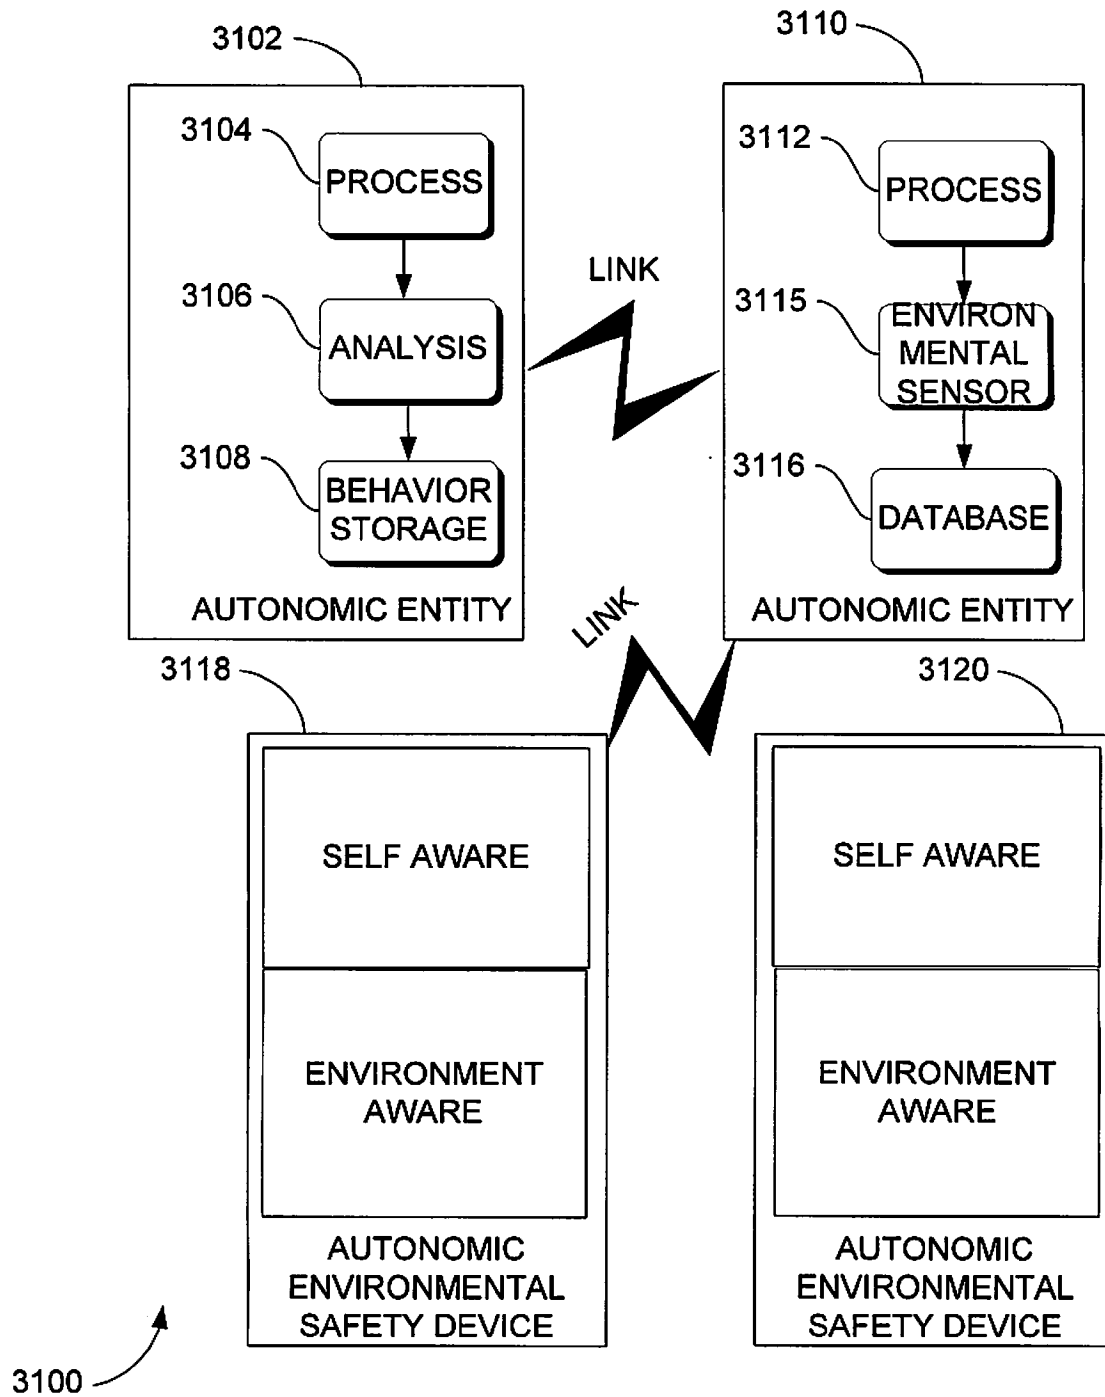 3102
3110
3104
PROCESS
3112
PROCESS
LINK
3106
ANALYSIS
3115
ENVIRON
MENTAL
SENSOR
3108
BEHAVIOR
STORAGE
3116
DATABASE
AUTONOMIC ENTITY
AUTONOMIC ENTITY
LINK
3118
3120
SELF AWARE
SELF AWARE
ENVIRONMENT
AWARE
ENVIRONMENT
AWARE
AUTONOMIC
ENVIRONMENTAL
SAFETY DEVICE
AUTONOMIC
ENVIRONMENTAL
SAFETY DEVICE
3100